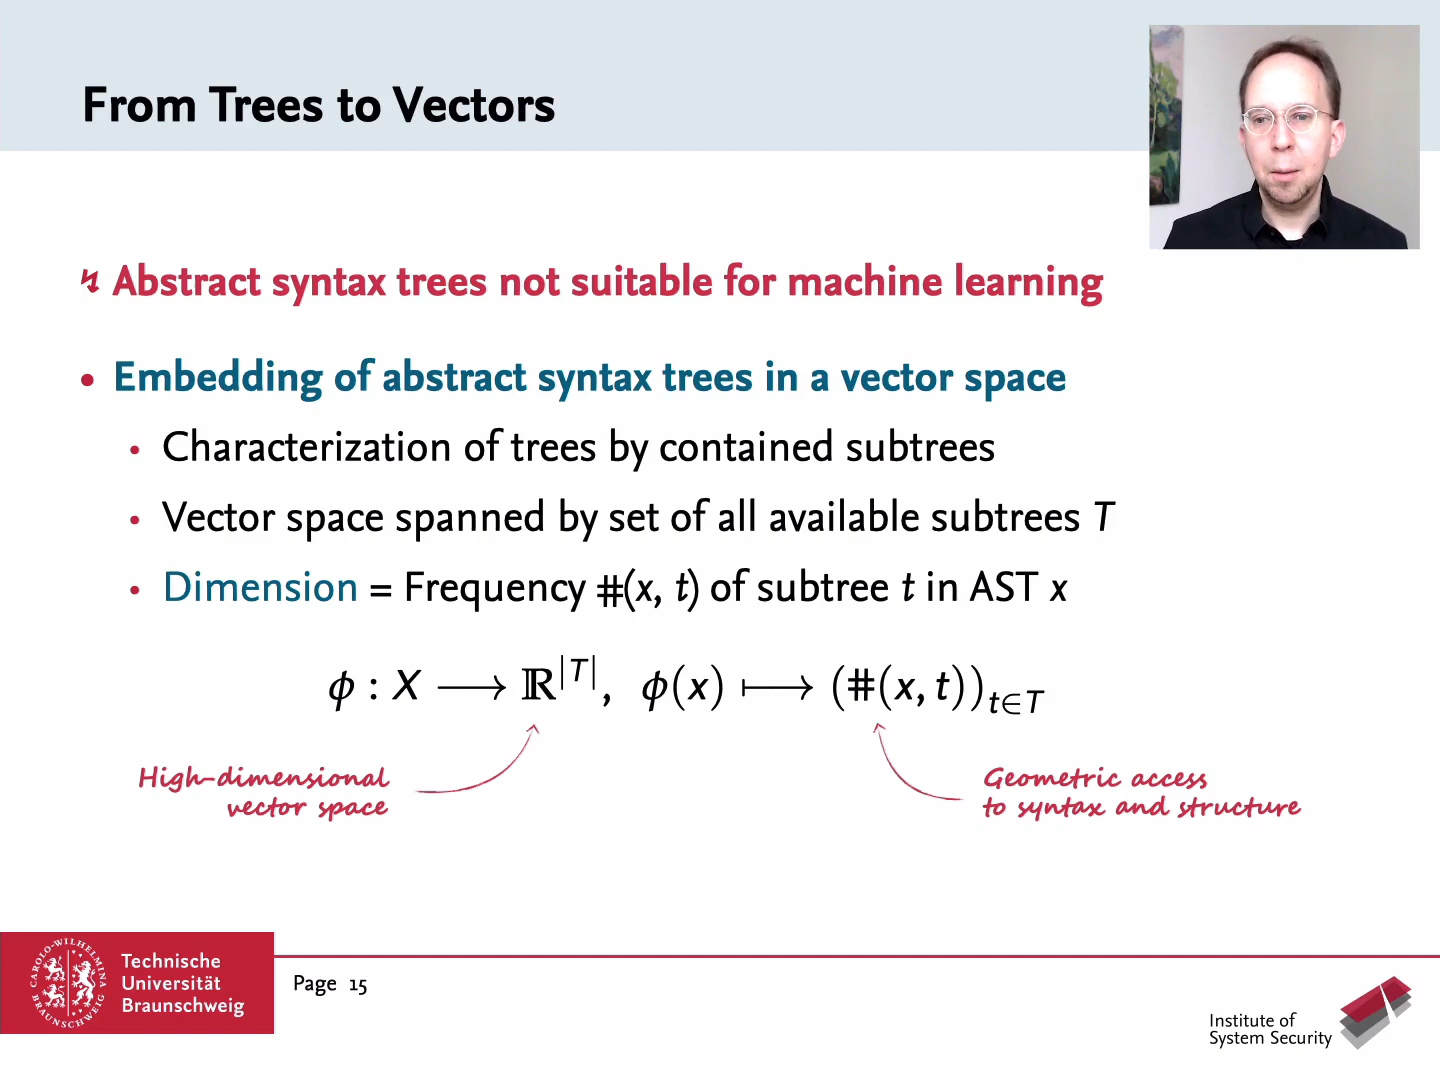 From Trees to Vectors
↯ Abstract syntax trees not suitable for machine learning
• Embedding of abstract syntax trees in a vector space
• Characterization of trees by contained subtrees
• Vector space spanned by set of all available subtrees T
• Dimension = Frequency #(x, t) of subtree t in AST x
ϕ : X ⟶ ℝ^|T|, ϕ(x) ⟼ (#(x, t))_t∈T
High-dimensional
vector space
Geometric access
to syntax and structure
CAROLO-WILHELMINA
BRAUNSCHWEIG
Technische
Universität
Braunschweig
Page 15
Institute of
System Security